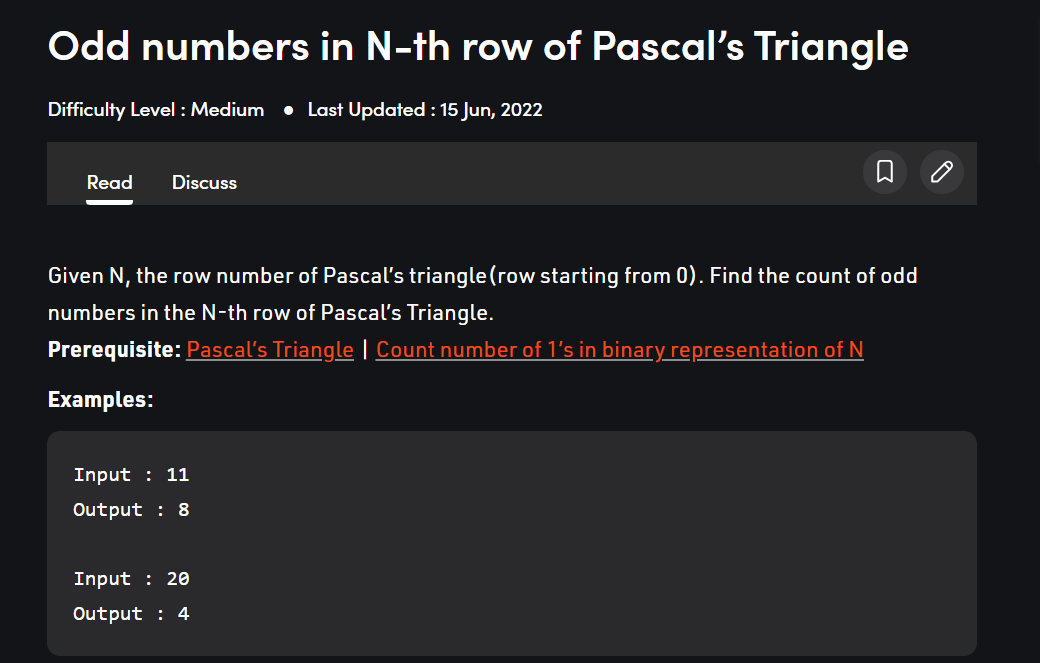 Odd numbers in N-th row of Pascal’s Triangle
Difficulty Level : Medium ● Last Updated : 15 Jun, 2022
Read Discuss
Given N, the row number of Pascal’s triangle(row starting from 0). Find the count of odd
numbers in the N-th row of Pascal’s Triangle.
Prerequisite: Pascal’s Triangle | Count number of 1’s in binary representation of N
Examples:
Input : 11
Output : 8
Input : 20
Output : 4